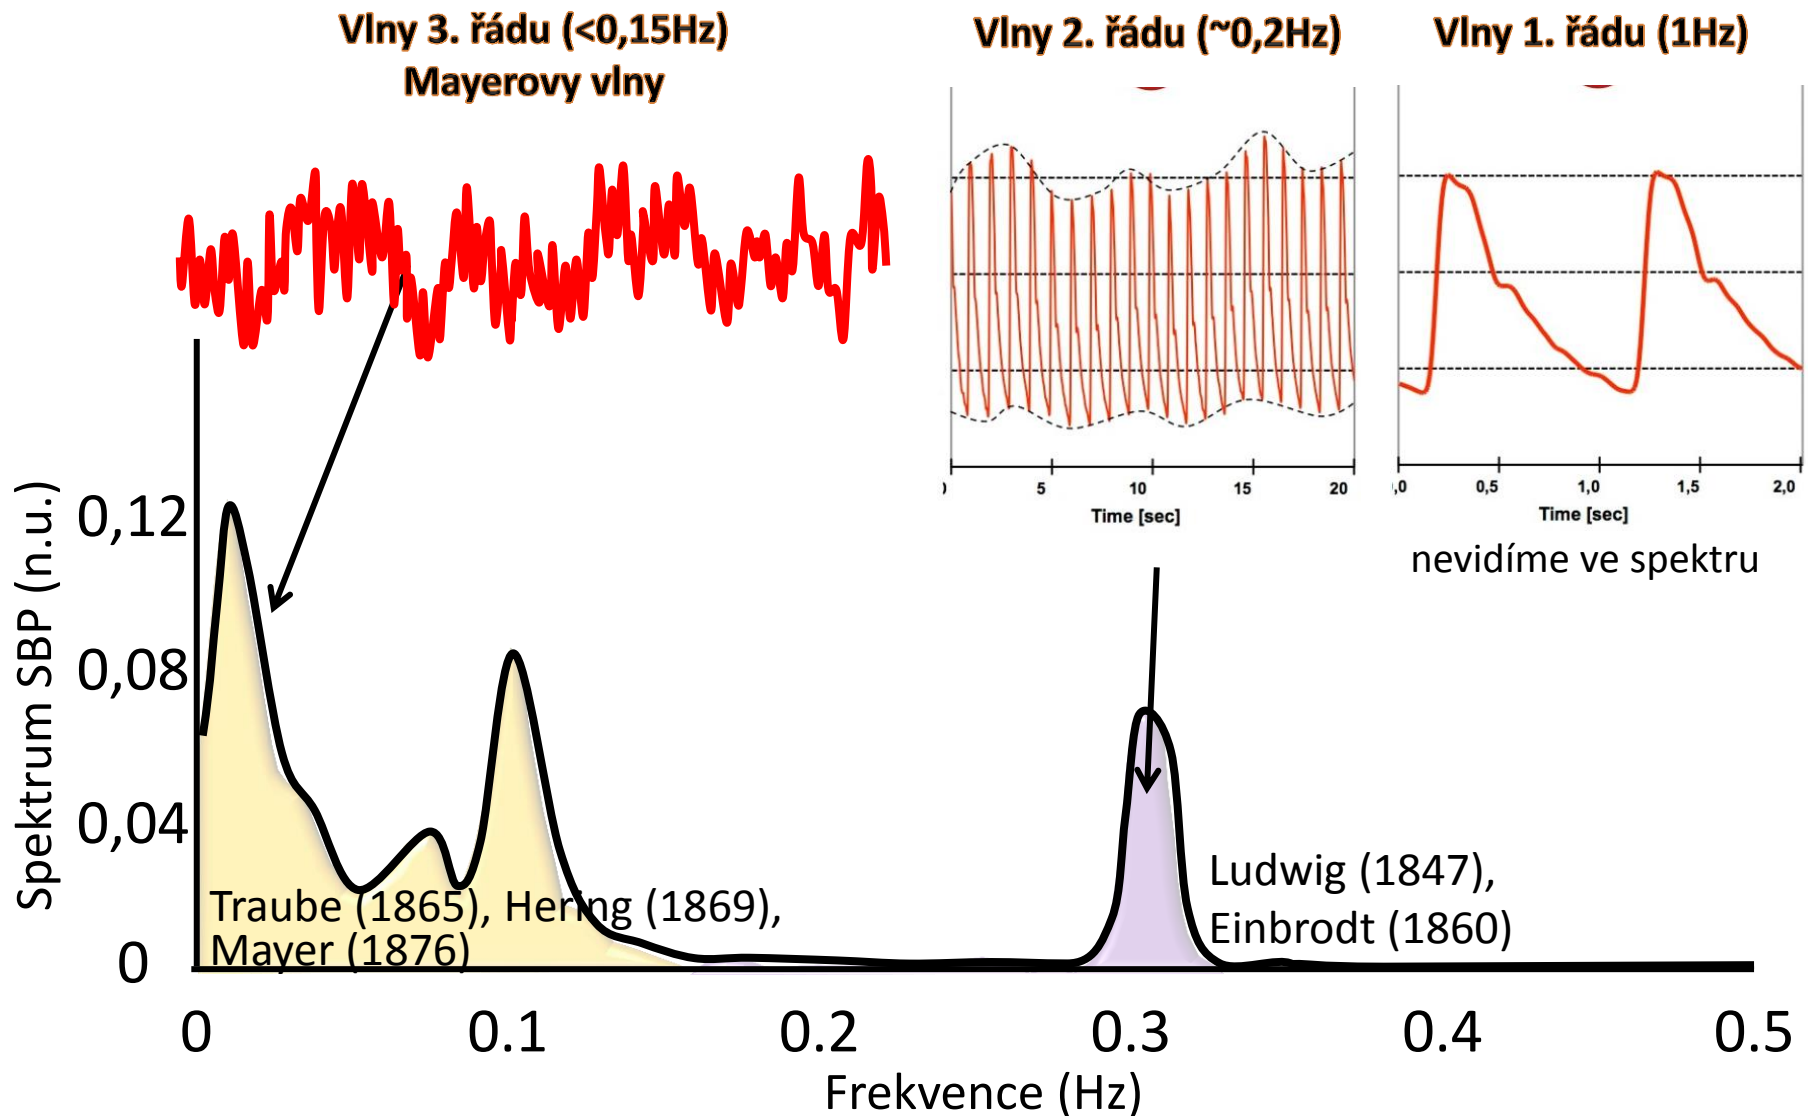 Vlny 3. řádu (<0,15Hz)
Mayerovy vlny
Vlny 2. řádu (~0,2Hz)
Vlny 1. řádu (1Hz)
5 10 15 20
Time [sec]
0,5 1,0 1,5 2,0
Time [sec]
nevidíme ve spektru
Spektrum SBP (n.u.)
0,12
0,08
0,04
0
Traube (1865), Hering (1869),
Mayer (1876)
Ludwig (1847),
Einbrodt (1860)
0 0.1 0.2 0.3 0.4 0.5
Frekvence (Hz)